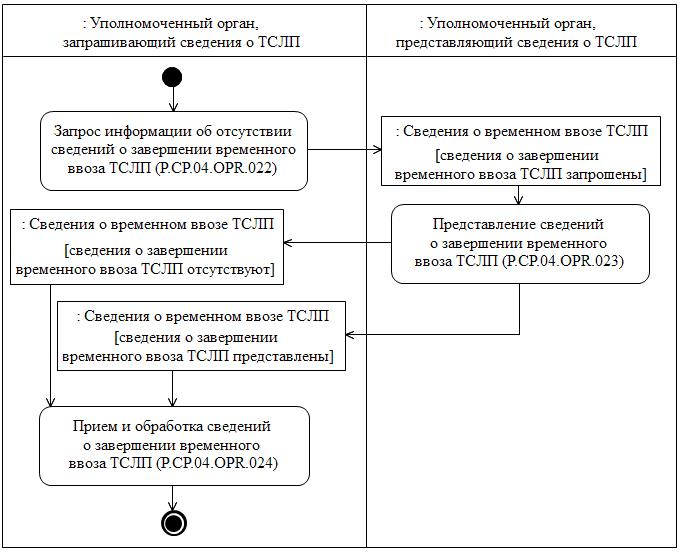 : Уполномоченный орган,
запрашивающий сведения о ТСЛП
: Уполномоченный орган,
представляющий сведения о ТСЛП
Запрос информации об отсутствии
сведений о завершении временного
ввоза ТСЛП (P.CP.04.OPR.022)
: Сведения о временном ввозе ТСЛП
[сведения о завершении
временного ввоза ТСЛП запрошены]
Представление сведений
о завершении временного
ввоза ТСЛП (P.CP.04.OPR.023)
: Сведения о временном ввозе ТСЛП
[сведения о завершении
временного ввоза ТСЛП отсутствуют]
: Сведения о временном ввозе ТСЛП
[сведения о завершении
временного ввоза ТСЛП представлены]
Прием и обработка сведений
о завершении временного
ввоза ТСЛП (P.CP.04.OPR.024)